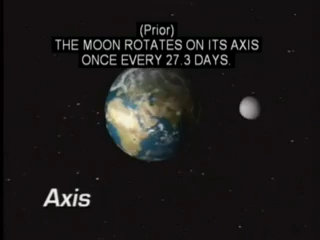 (Prior)
THE MOON ROTATES ON ITS AXIS
ONCE EVERY 27.3 DAYS.
Axis